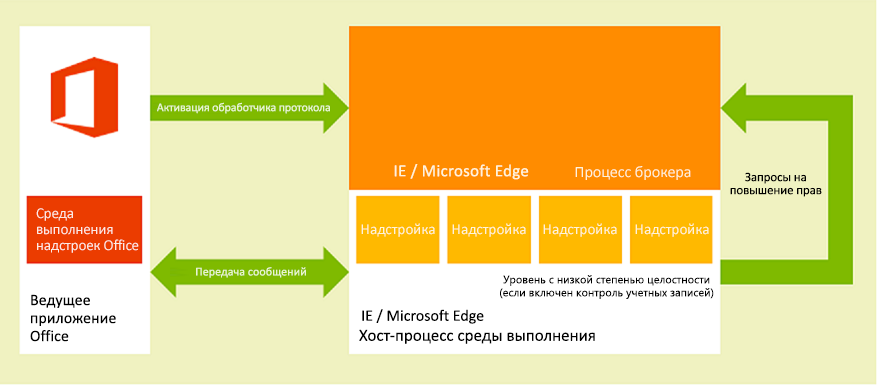 Активация обработчика протокола
IE / Microsoft Edge
Процесс брокера
Запросы на
повышение прав
Среда
выполнения
надстроек Office
Надстройка
Надстройка
Надстройка
Надстройка
Передача сообщений
Уровень с низкой степенью целостности
(если включен контроль учетных записей)
Ведущее
приложение
Office
IE / Microsoft Edge
Хост-процесс среды выполнения